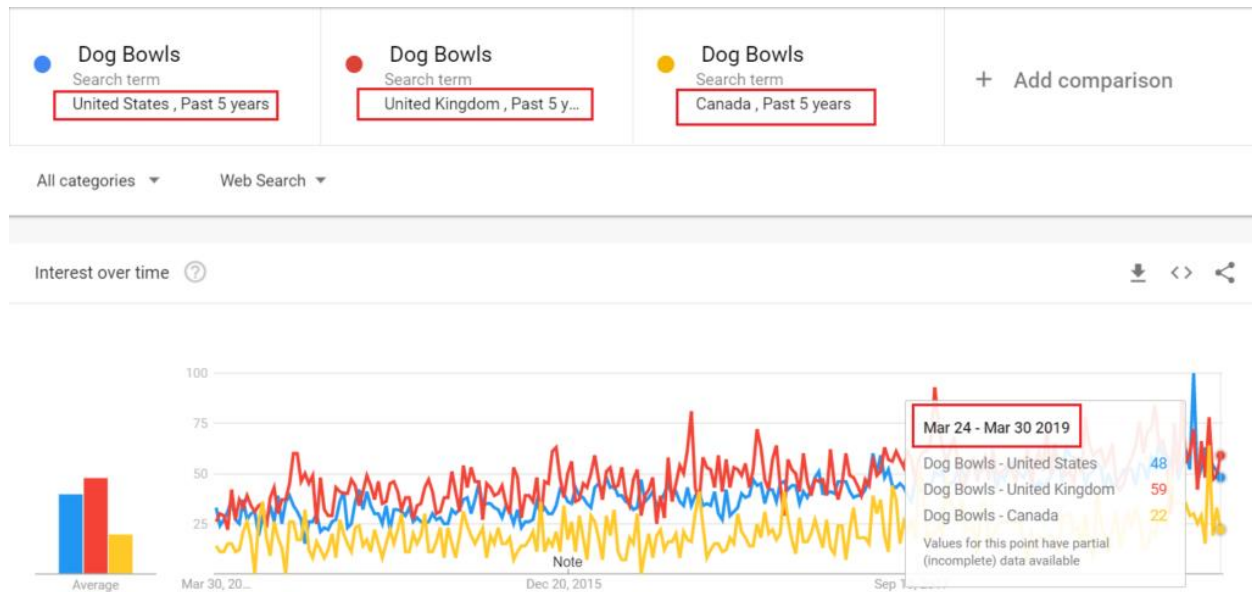 Dog Bowls
Search term
United States , Past 5 years
Dog Bowls
Search term
United Kingdom , Past 5 y...
Dog Bowls
Search term
Canada , Past 5 years
+ Add comparison
All categories
Web Search
Interest over time
?
100
75
50
25
Average
Note
Mar 30, 20...
Dec 20, 2015
Sep
Mar 24 - Mar 30 2019
Dog Bowls - United States 48
Dog Bowls - United Kingdom 59
Dog Bowls - Canada 22
Values for this point have partial
(incomplete) data available